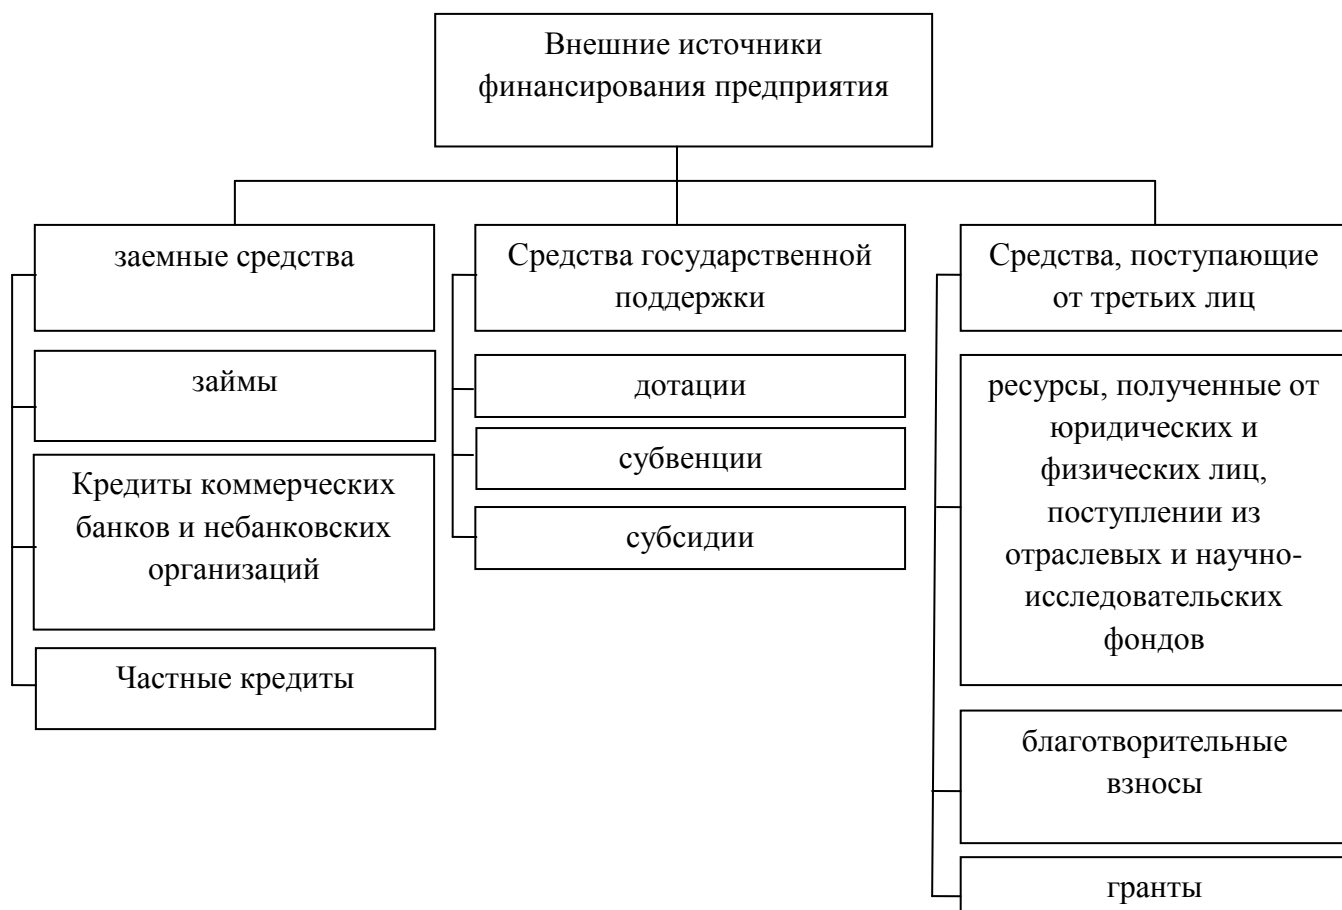 Внешние источники
финансирования предприятия
заемные средства
займы
Кредиты коммерческих
банков и небанковских
организаций
Частные кредиты
Средства государственной
поддержки
дотации
субвенции
субсидии
Средства, поступающие
от третьих лиц
ресурсы, полученные от
юридических и
физических лиц,
поступлении из
отраслевых и научно-
исследовательских
фондов
благотворительные
взносы
гранты